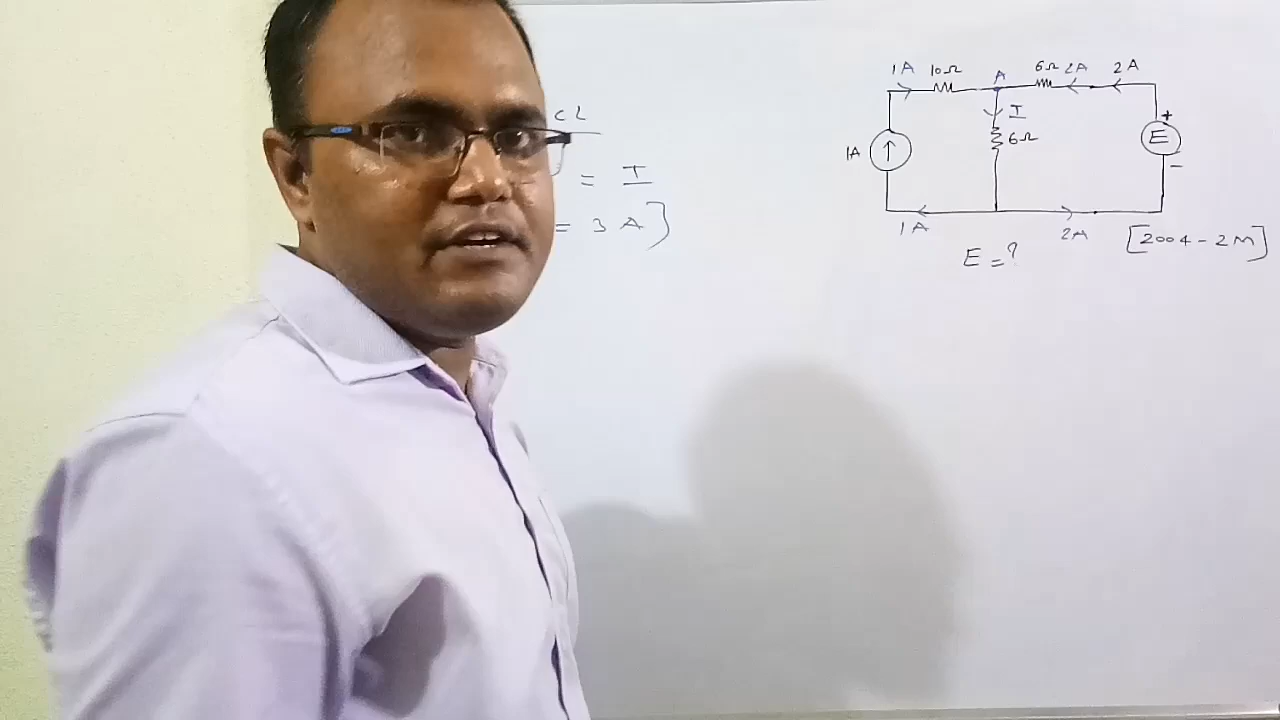 CL
= I
= 3 A]
1A 10Ω A 6Ω 2A 2A
I
+
6Ω
1A
E
-
1A
2A
E = ?
[2004 - 2M]